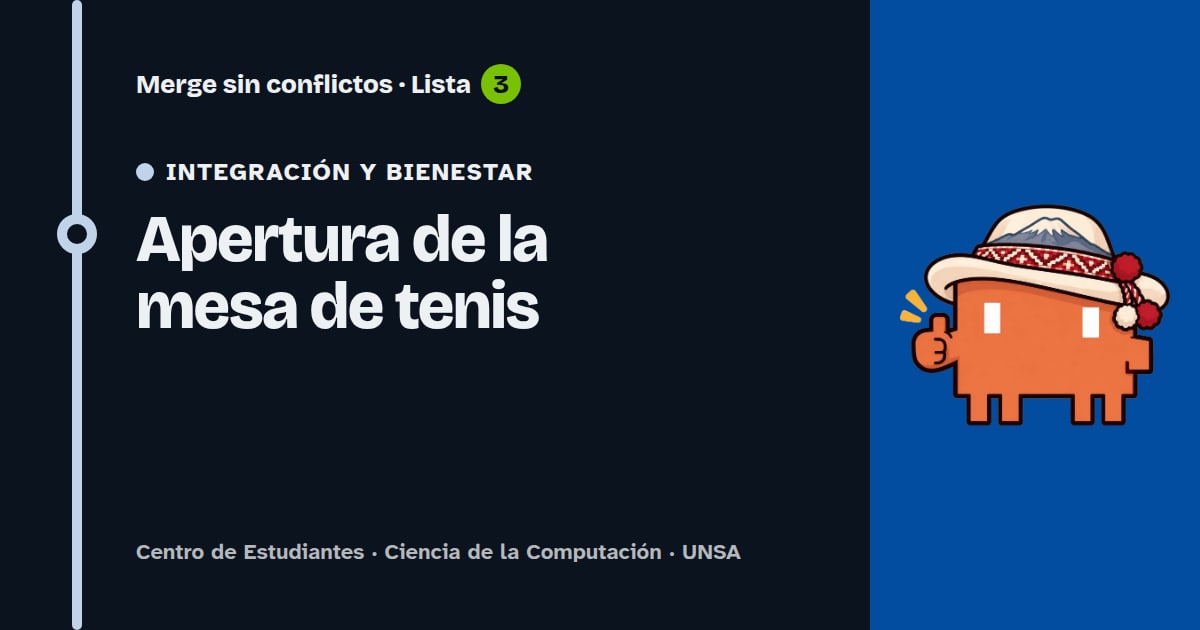 Merge sin conflictos · Lista 3
INTEGRACIÓN Y BIENESTAR
Apertura de la
mesa de tenis
Centro de Estudiantes · Ciencia de la Computación · UNSA